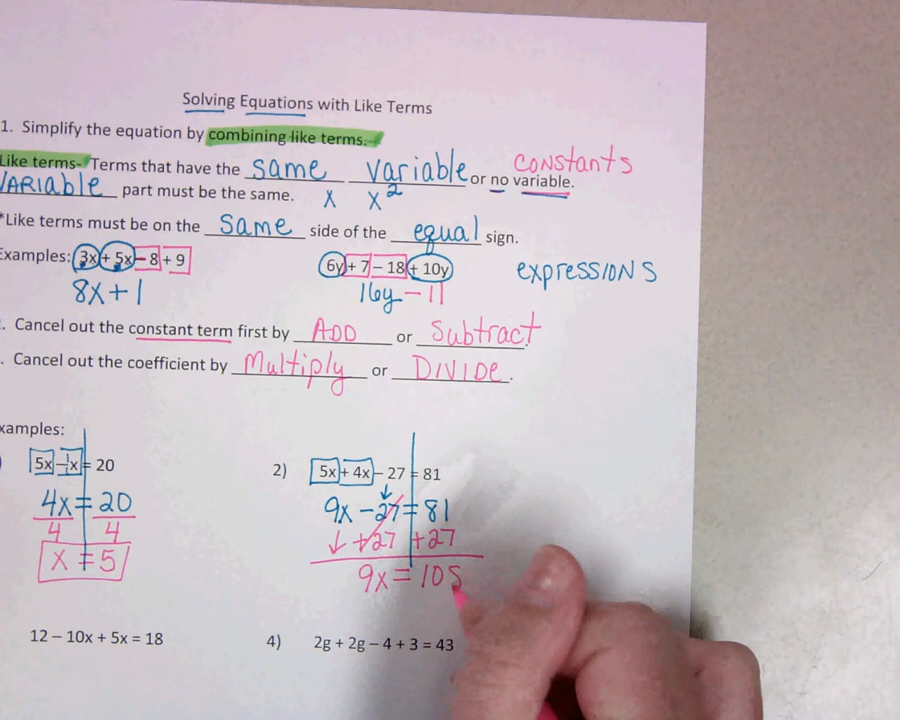 Solving Equations with Like Terms
1. Simplify the equation by combining like terms.
Like terms- Terms that have the same variable or no variable. constants
VARIable part must be the same. x x²
*Like terms must be on the same side of the equal sign.
Examples: 3x + 5x - 8 + 9 6y + 7 - 18 + 10y expressions
8x + 1 16y - 11
. Cancel out the constant term first by ADD or Subtract.
. Cancel out the coefficient by Multiply or DIVIDe.
xamples:
) 5x - 1x = 20 2) 5x + 4x - 27 = 81
4x = 20 9x - 27 = 81
4 4 ↓ +27 +27
x = 5 9x = 105
12 – 10x + 5x = 18 4) 2g + 2g – 4 + 3 = 43